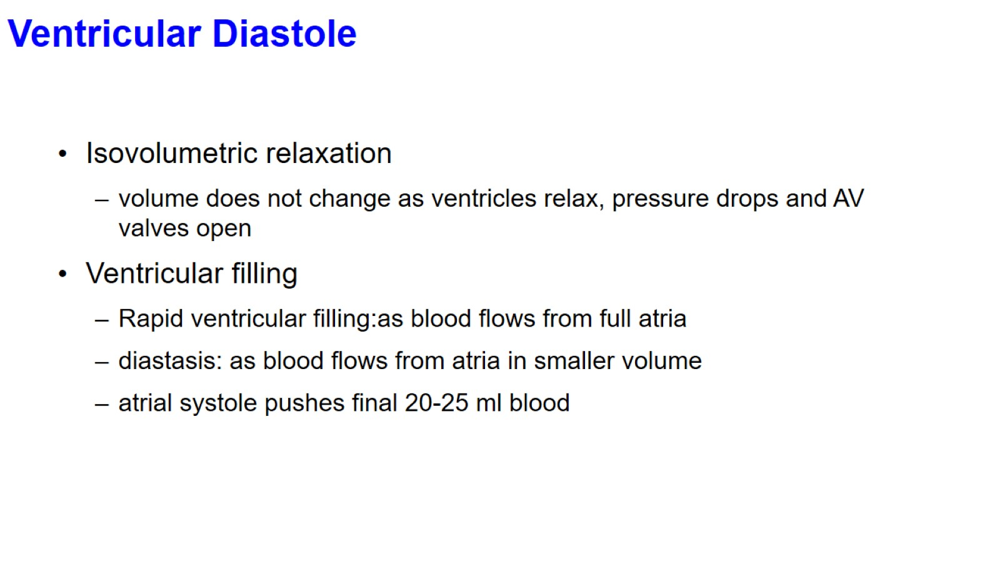 Ventricular Diastole
• Isovolumetric relaxation
– volume does not change as ventricles relax, pressure drops and AV
valves open
• Ventricular filling
– Rapid ventricular filling:as blood flows from full atria
– diastasis: as blood flows from atria in smaller volume
– atrial systole pushes final 20-25 ml blood